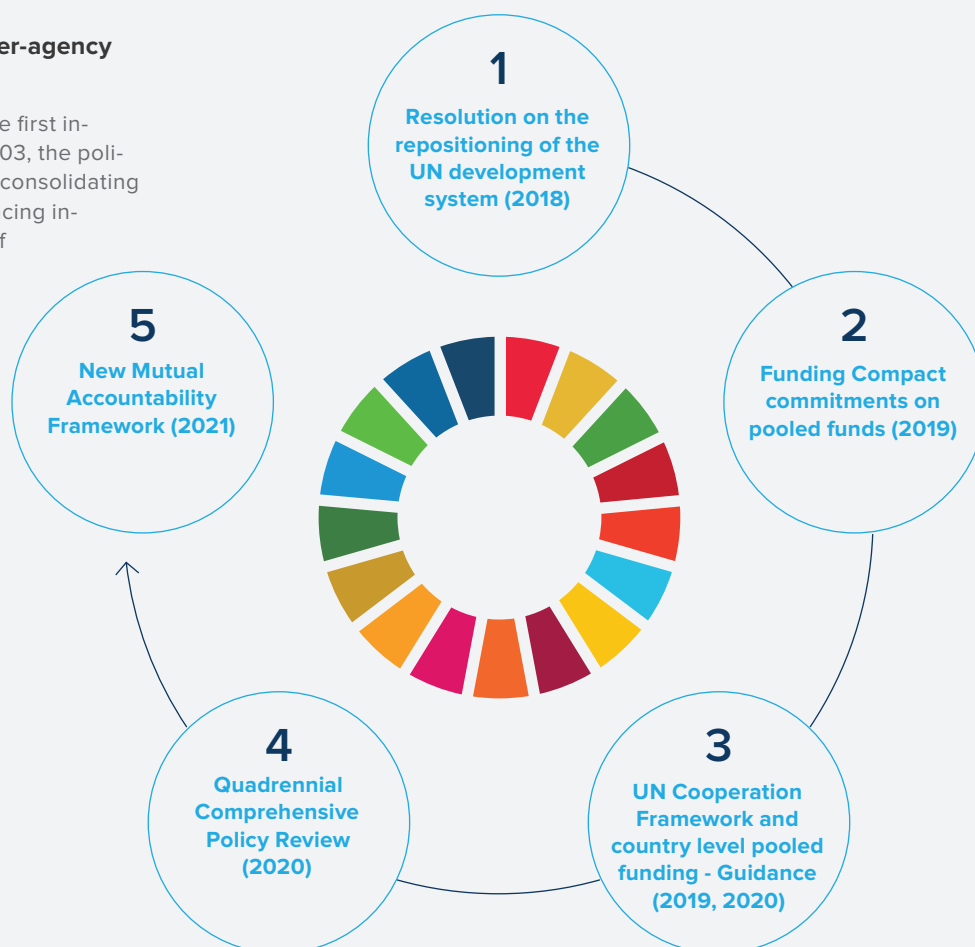 er-agency
e first in-
03, the poli-
consolidating
cing in-
f
1
Resolution on the
repositioning of the
UN development
system (2018)
2
Funding Compact
commitments on
pooled funds (2019)
3
UN Cooperation
Framework and
country level pooled
funding - Guidance
(2019, 2020)
4
Quadrennial
Comprehensive
Policy Review
(2020)
5
New Mutual
Accountability
Framework (2021)